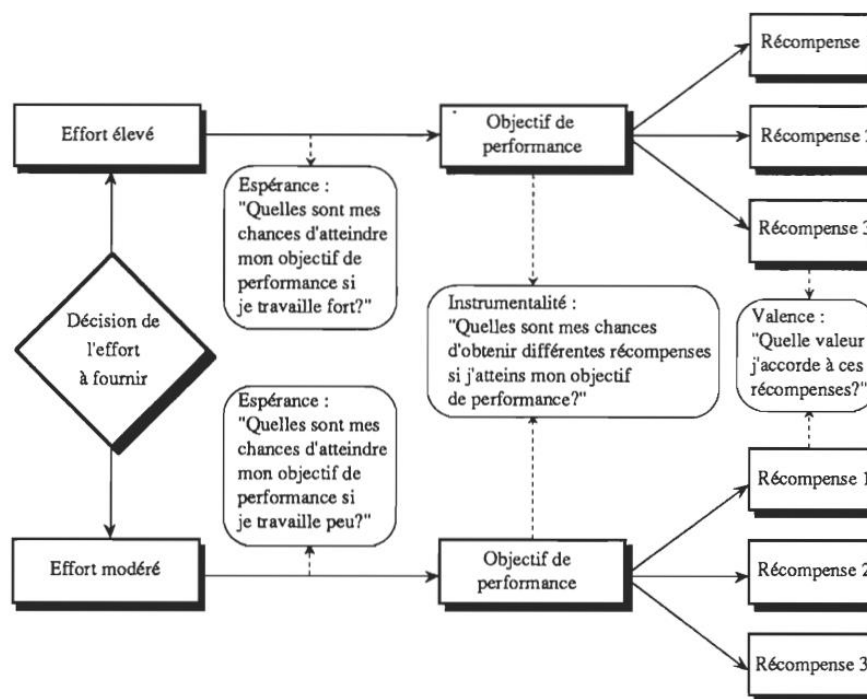 Récompense
Effort élevé
Objectif de
performance
Récompense 2
Récompense 3
Espérance :
"Quelles sont mes
chances d'atteindre
mon objectif de
performance si
je travaille fort?"
Décision de
l'effort
à fournir
Instrumentalité :
"Quelles sont mes chances
d'obtenir différentes récompenses
si j'atteins mon objectif
de performance?"
Valence :
"Quelle valeur
j'accorde à ces
récompenses?"
Espérance :
"Quelles sont mes
chances d'atteindre
mon objectif de
performance si
je travaille peu?"
Récompense 1
Effort modéré
Objectif de
performance
Récompense 2
Récompense 3